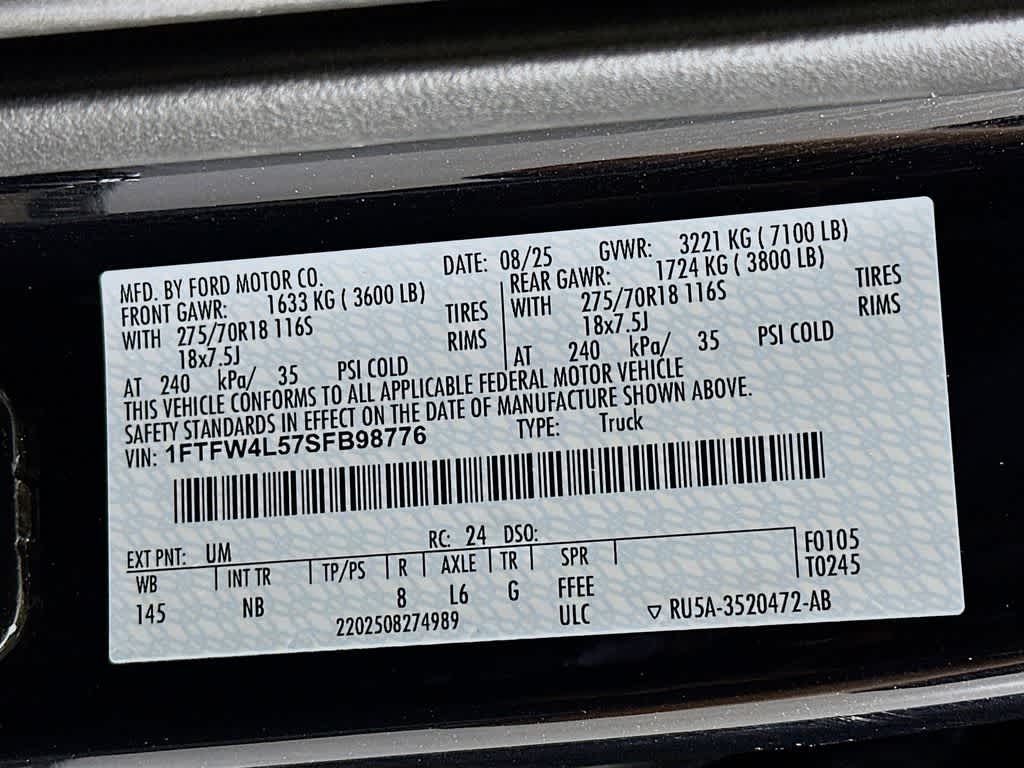 MFD. BY FORD MOTOR CO. DATE: 08/25 GVWR: 3221 KG ( 7100 LB)
FRONT GAWR: 1633 KG ( 3600 LB) REAR GAWR: 1724 KG ( 3800 LB)
WITH 275/70R18 116S TIRES WITH 275/70R18 116S TIRES
18x7.5J RIMS 18x7.5J RIMS
AT 240 kPa/ 35 PSI COLD AT 240 kPa/ 35 PSI COLD
THIS VEHICLE CONFORMS TO ALL APPLICABLE FEDERAL MOTOR VEHICLE
SAFETY STANDARDS IN EFFECT ON THE DATE OF MANUFACTURE SHOWN ABOVE.
VIN: 1FTFW4L57SFB98776 TYPE: Truck
EXT PNT: UM RC: 24 DSO:
WB INT TR TP/PS R AXLE TR SPR F0105
145 NB 8 L6 G FFEE T0245
2202508274989 ULC RU5A-3520472-AB